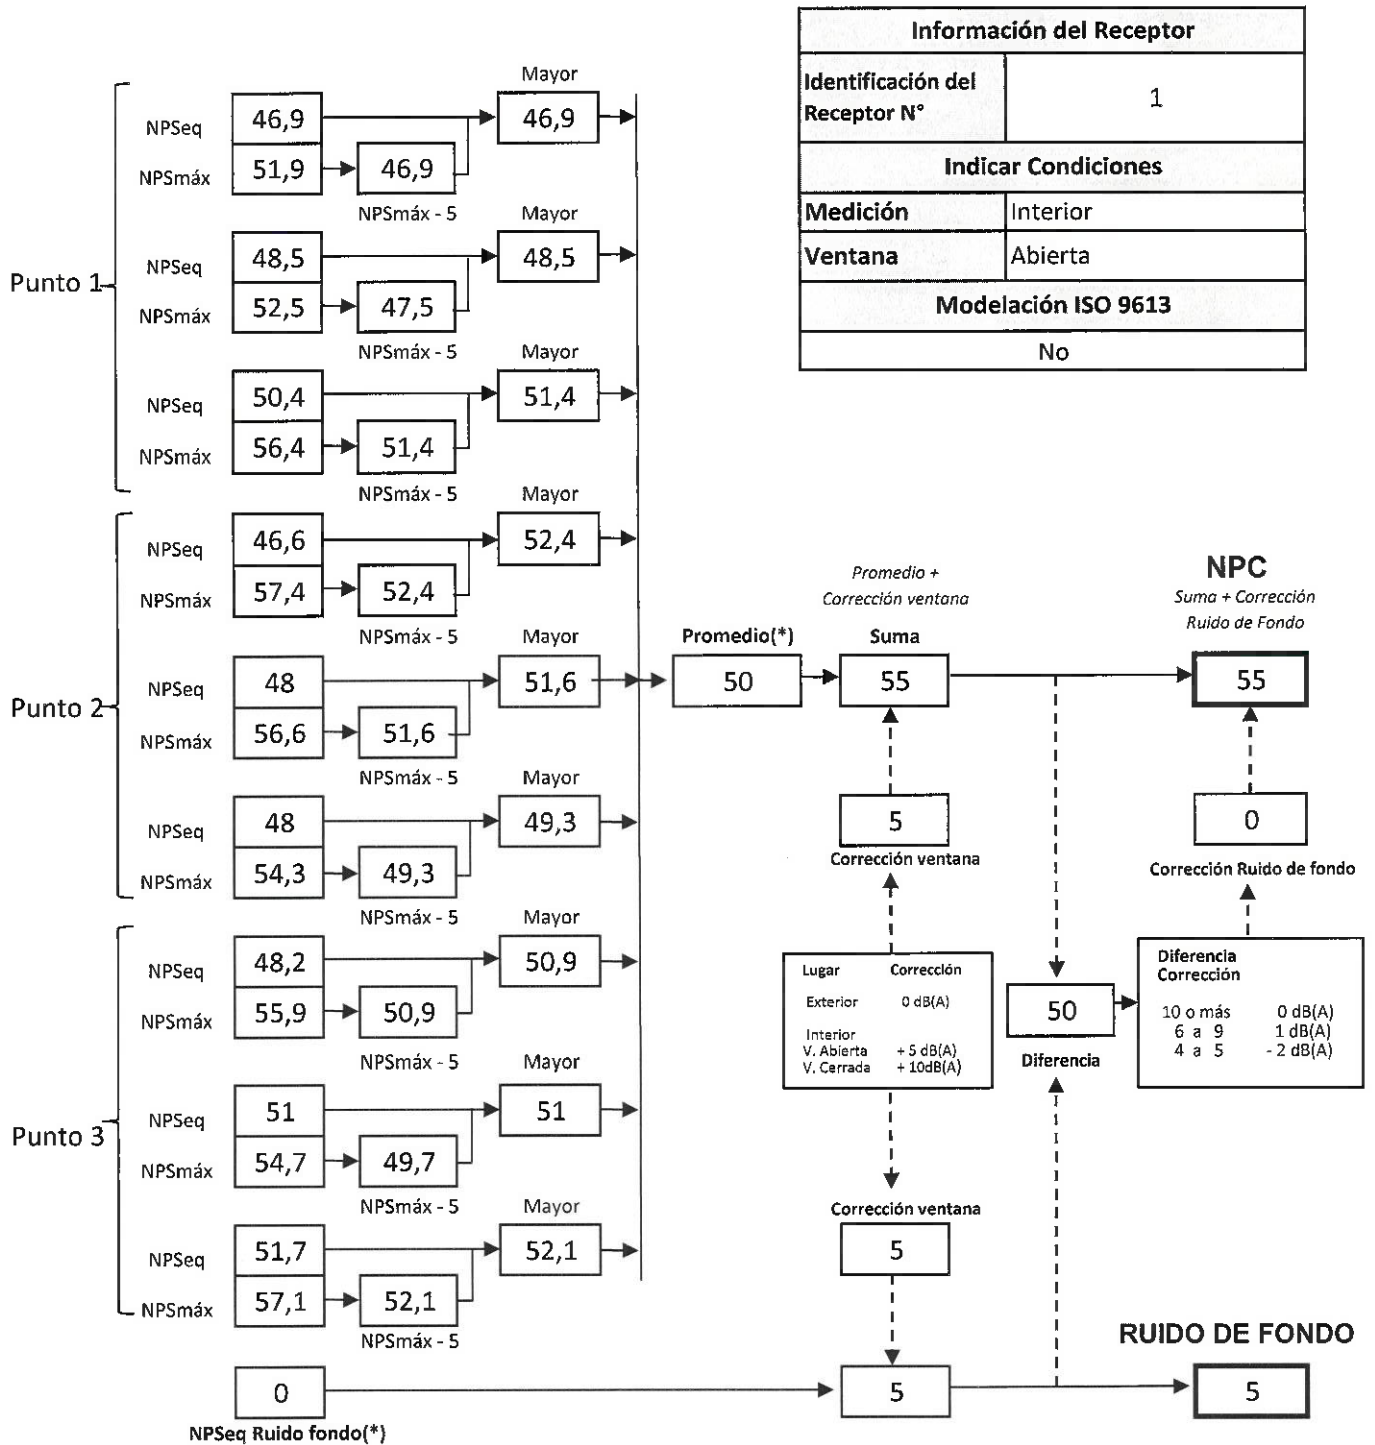 Información del Receptor
Identificación del
Receptor N°
1
Indicar Condiciones
Medición
Interior
Ventana
Abierta
Modelación ISO 9613
No
Punto 1
Mayor
NPSeq
46,9
46,9
NPSmáx
51,9
46,9
NPSmáx - 5
Mayor
NPSeq
48,5
48,5
NPSmáx
52,5
47,5
NPSmáx - 5
Mayor
NPSeq
50,4
51,4
NPSmáx
56,4
51,4
NPSmáx - 5
Punto 2
Mayor
NPSeq
46,6
52,4
NPSmáx
57,4
52,4
NPSmáx - 5
Mayor
NPSeq
48
51,6
NPSmáx
56,6
51,6
NPSmáx - 5
Mayor
NPSeq
48
49,3
NPSmáx
54,3
49,3
NPSmáx - 5
Punto 3
Mayor
NPSeq
48,2
50,9
NPSmáx
55,9
50,9
NPSmáx - 5
Mayor
NPSeq
51
51
NPSmáx
54,7
49,7
NPSmáx - 5
Mayor
NPSeq
51,7
52,1
NPSmáx
57,1
52,1
NPSmáx - 5
0
NPSeq Ruido fondo(*)
Promedio(*)
50
Promedio +
Corrección ventana
Suma
55
5
Corrección ventana
Lugar Corrección
Exterior 0 dB(A)
Interior
V. Abierta + 5 dB(A)
V. Cerrada + 10dB(A)
Corrección ventana
5
5
50
Diferencia
NPC
Suma + Corrección
Ruido de Fondo
55
0
Corrección Ruido de fondo
Diferencia
Corrección
10 o más 0 dB(A)
6 a 9 1 dB(A)
4 a 5 - 2 dB(A)
RUIDO DE FONDO
5